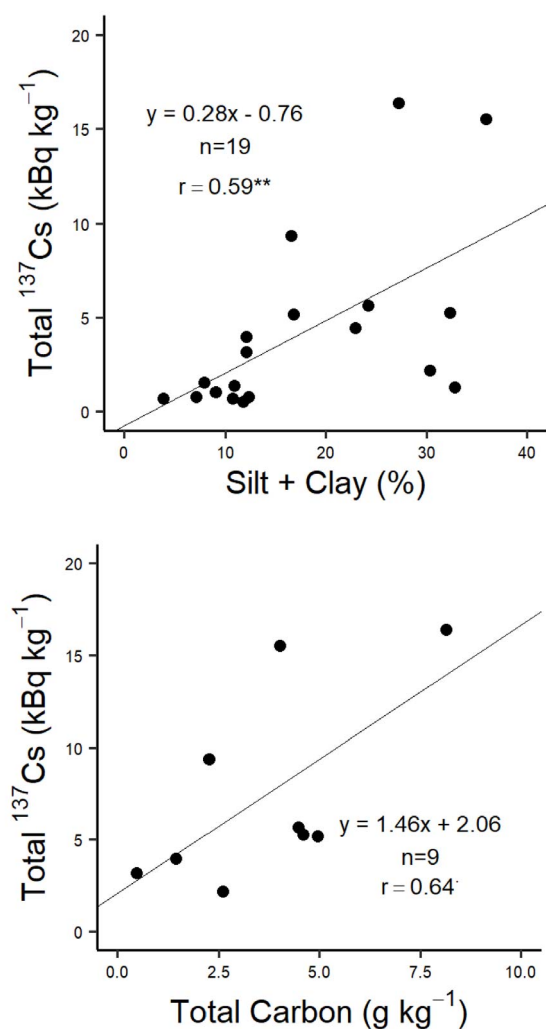 20
15
10
5
0
Total ¹³⁷Cs (kBq kg⁻¹)
y = 0.28x - 0.76
n=19
r = 0.59**
0 10 20 30 40
Silt + Clay (%)
20
15
10
5
0
Total ¹³⁷Cs (kBq kg⁻¹)
y = 1.46x + 2.06
n=9
r = 0.64·
0.0 2.5 5.0 7.5 10.0
Total Carbon (g kg⁻¹)